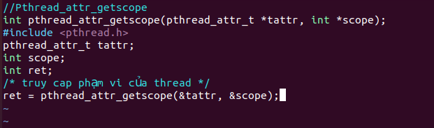 //Pthread_attr_getscope
int pthread_attr_getscope(pthread_attr_t *tattr, int *scope);
#include <pthread.h>
pthread_attr_t tattr;
int scope;
int ret;
/* truy cap phạm vi của thread */
ret = pthread_attr_getscope(&tattr, &scope);
~
~